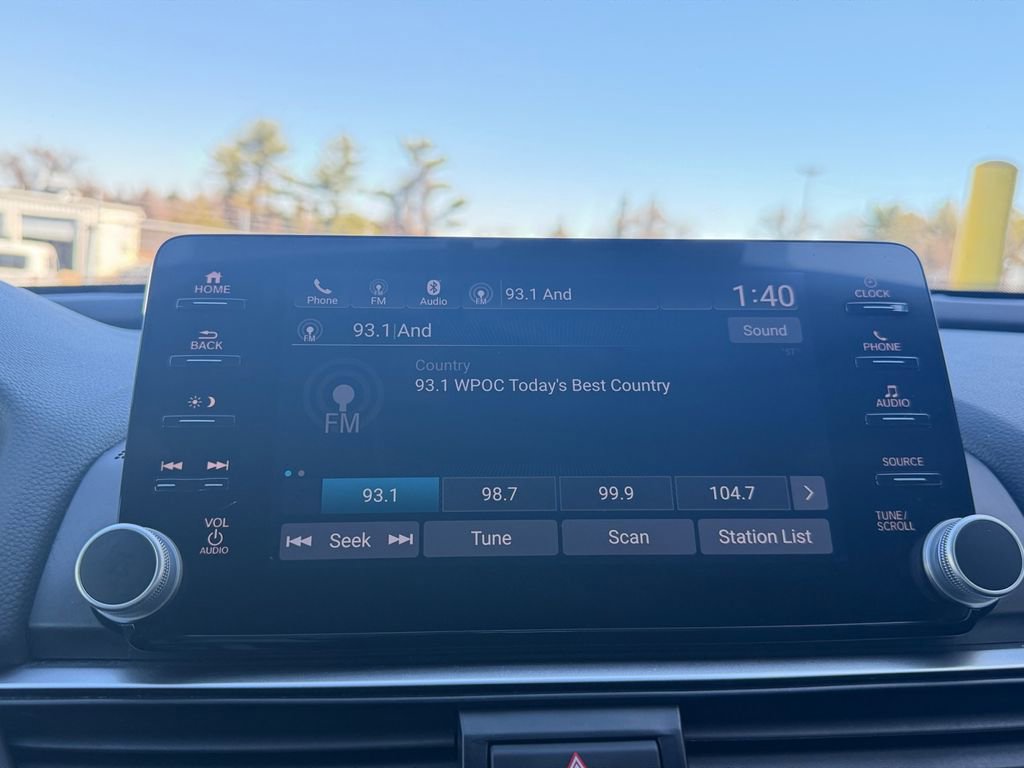 HOME
BACK
VOL
AUDIO
Phone
FM
Audio
FM
93.1 And
1:40
FM
93.1 And
Sound
ST
Country
FM
93.1 WPOC Today's Best Country
93.1
98.7
99.9
104.7
Seek
Tune
Scan
Station List
CLOCK
PHONE
AUDIO
SOURCE
TUNE/
SCROLL